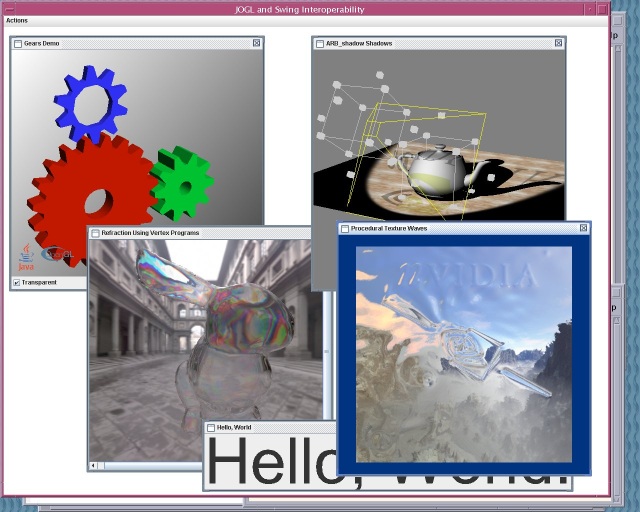 JOGL and Swing Interoperability
Actions
Gears Demo
ARB_shadow Shadows
Java
GL
Transparent
Refraction Using Vertex Programs
Procedural Texture Waves
NVIDIA
Hello, World
Hello, World!
lp
p